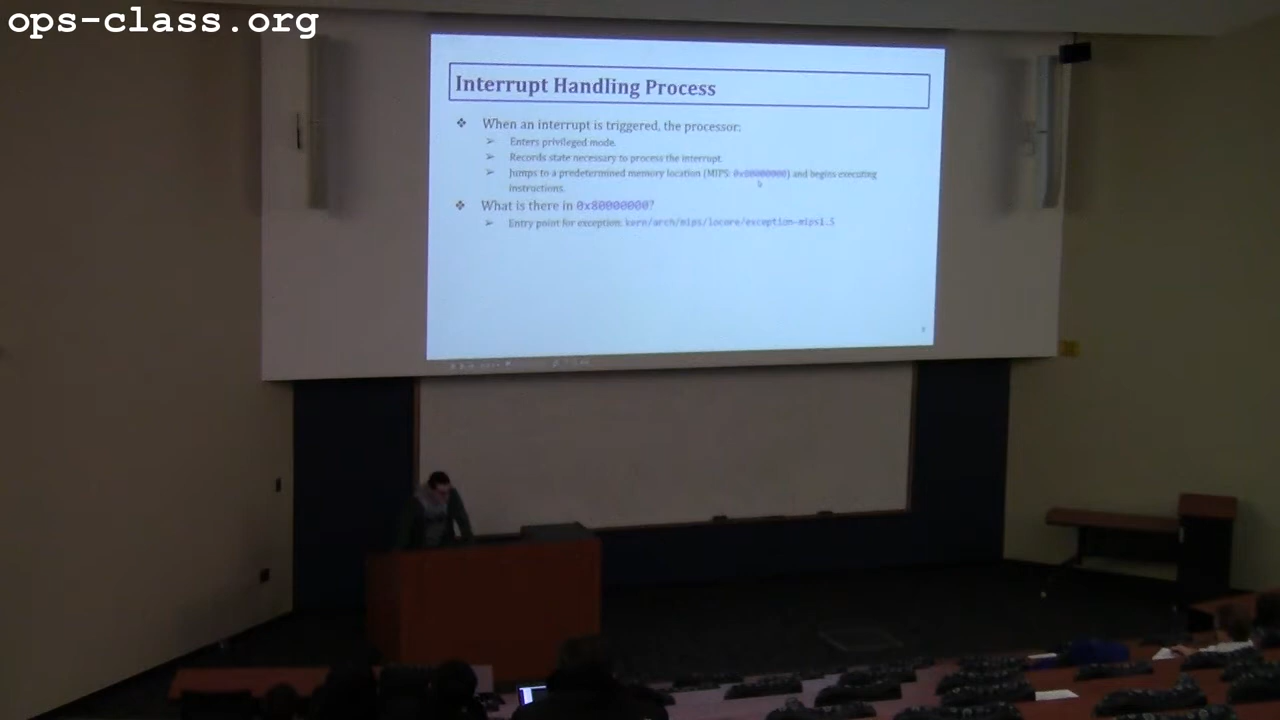 ops-class.org
Interrupt Handling Process
When an interrupt is triggered, the processor:
Enters privileged mode.
Records state necessary to process the interrupt.
Jumps to a predetermined memory location (MIPS: 0x80000000) and begins executing
instructions.
What is there in 0x80000000?
Entry point for exception: kern/arch/mips/locore/exception-mips1.S